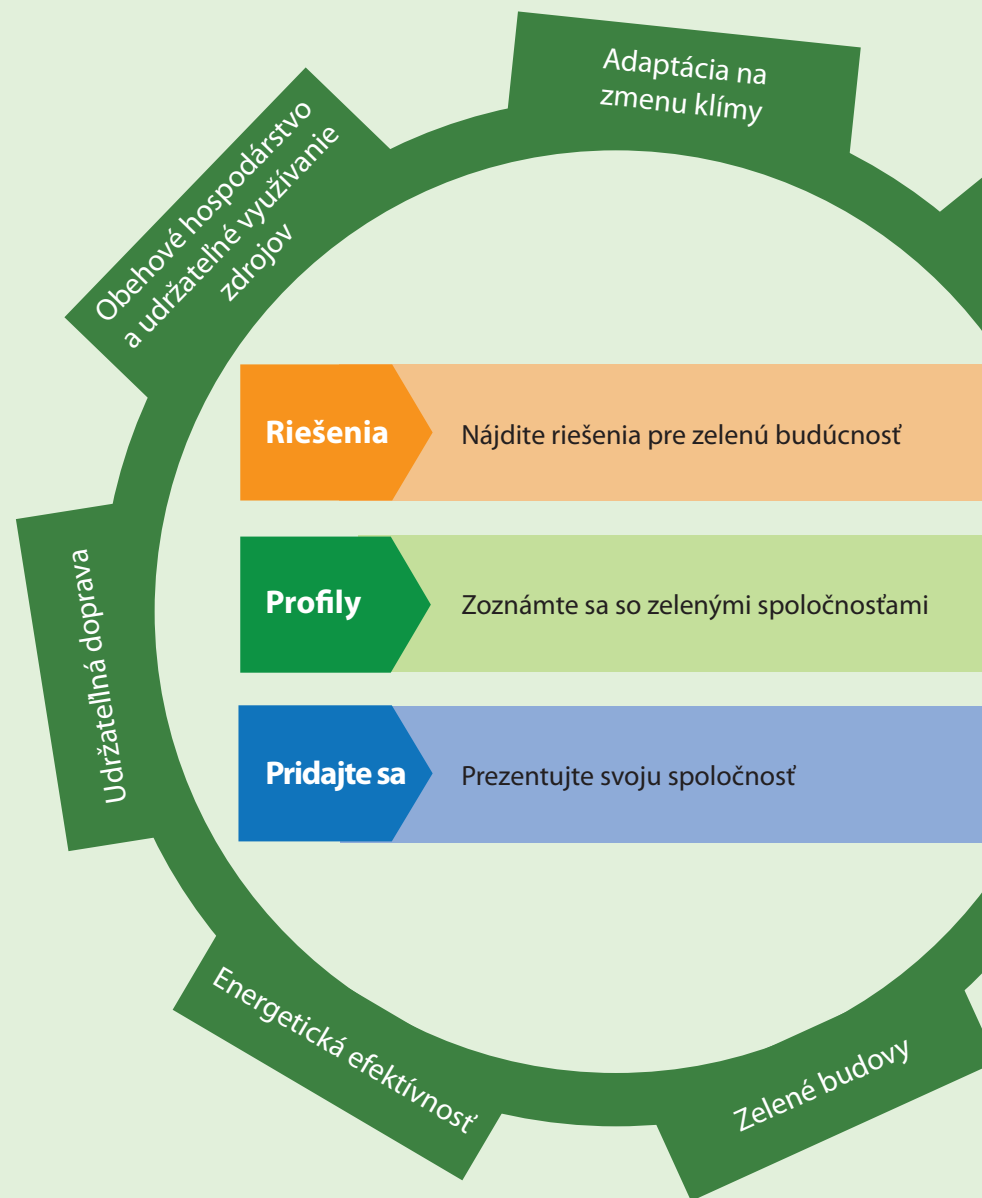 Adaptácia na
zmenu klímy
Obehové hospodárstvo
a udržateľné využívanie
zdrojov
Riešenia
Nájdite riešenia pre zelenú budúcnosť
Profily
Zoznámte sa so zelenými spoločnosťami
Pridajte sa
Prezentujte svoju spoločnosť
Udržateľlná doprava
Energetická efektívnosť
Zelené budovy